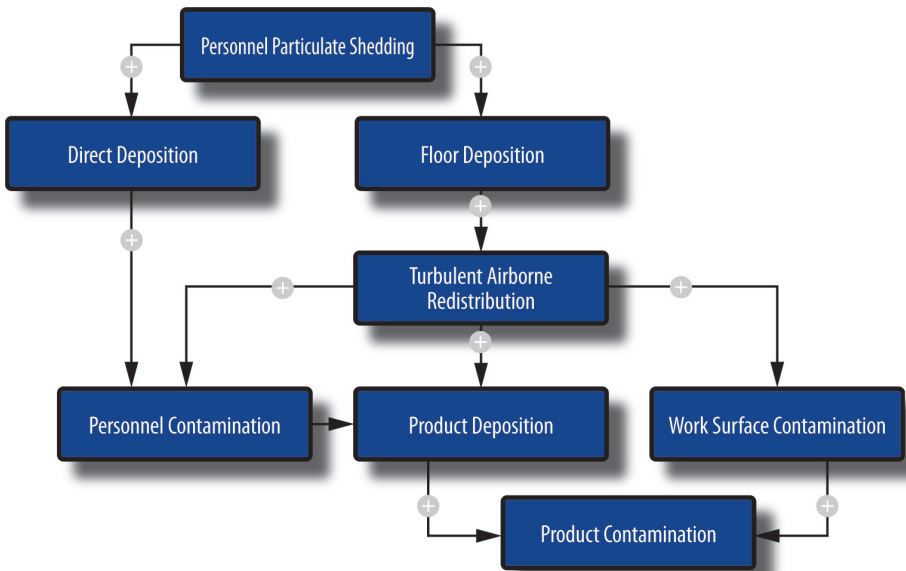 Personnel Particulate Shedding
Direct Deposition
Floor Deposition
Turbulent Airborne
Redistribution
Personnel Contamination
Product Deposition
Work Surface Contamination
Product Contamination